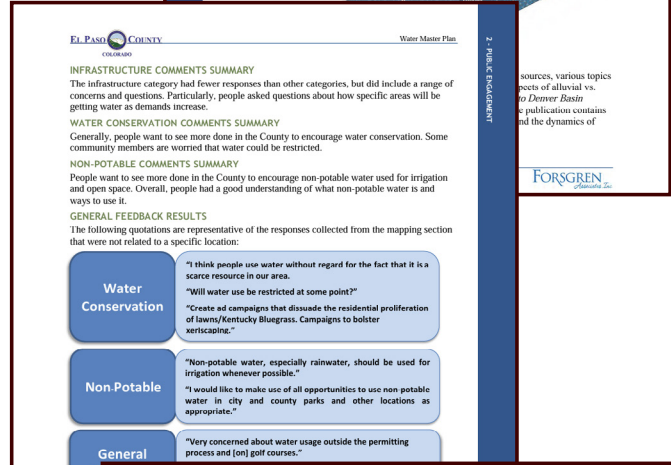 EL PASO COUNTY
COLORADO
Water Master Plan
2 - PUBLIC ENGAGEMENT
INFRASTRUCTURE COMMENTS SUMMARY
The infrastructure category had fewer responses than other categories, but did include a range of
concerns and questions. Particularly, people asked questions about how specific areas will be
getting water as demands increase.
WATER CONSERVATION COMMENTS SUMMARY
Generally, people want to see more done in the County to encourage water conservation. Some
community members are worried that water could be restricted.
NON-POTABLE COMMENTS SUMMARY
People want to see more done in the County to encourage non-potable water used for irrigation
and open space. Overall, people had a good understanding of what non-potable water is and
ways to use it.
GENERAL FEEDBACK RESULTS
The following quotations are representative of the responses collected from the mapping section
that were not related to a specific location:
Water
Conservation
"I think people use water without regard for the fact that it is a
scarce resource in our area.
"Will water use be restricted at some point?"
"Create ad campaigns that dissuade the residential proliferation
of lawns/Kentucky Bluegrass. Campaigns to bolster
xeriscaping."
Non-Potable
"Non-potable water, especially rainwater, should be used for
irrigation whenever possible."
"I would like to make use of all opportunities to use non-potable
water in city and county parks and other locations as
appropriate."
General
"Very concerned about water usage outside the permitting
process and [on] golf courses."
sources, various topics
pects of alluvial vs.
to Denver Basin
e publication contains
nd the dynamics of
FORSGREN
Associates Inc.